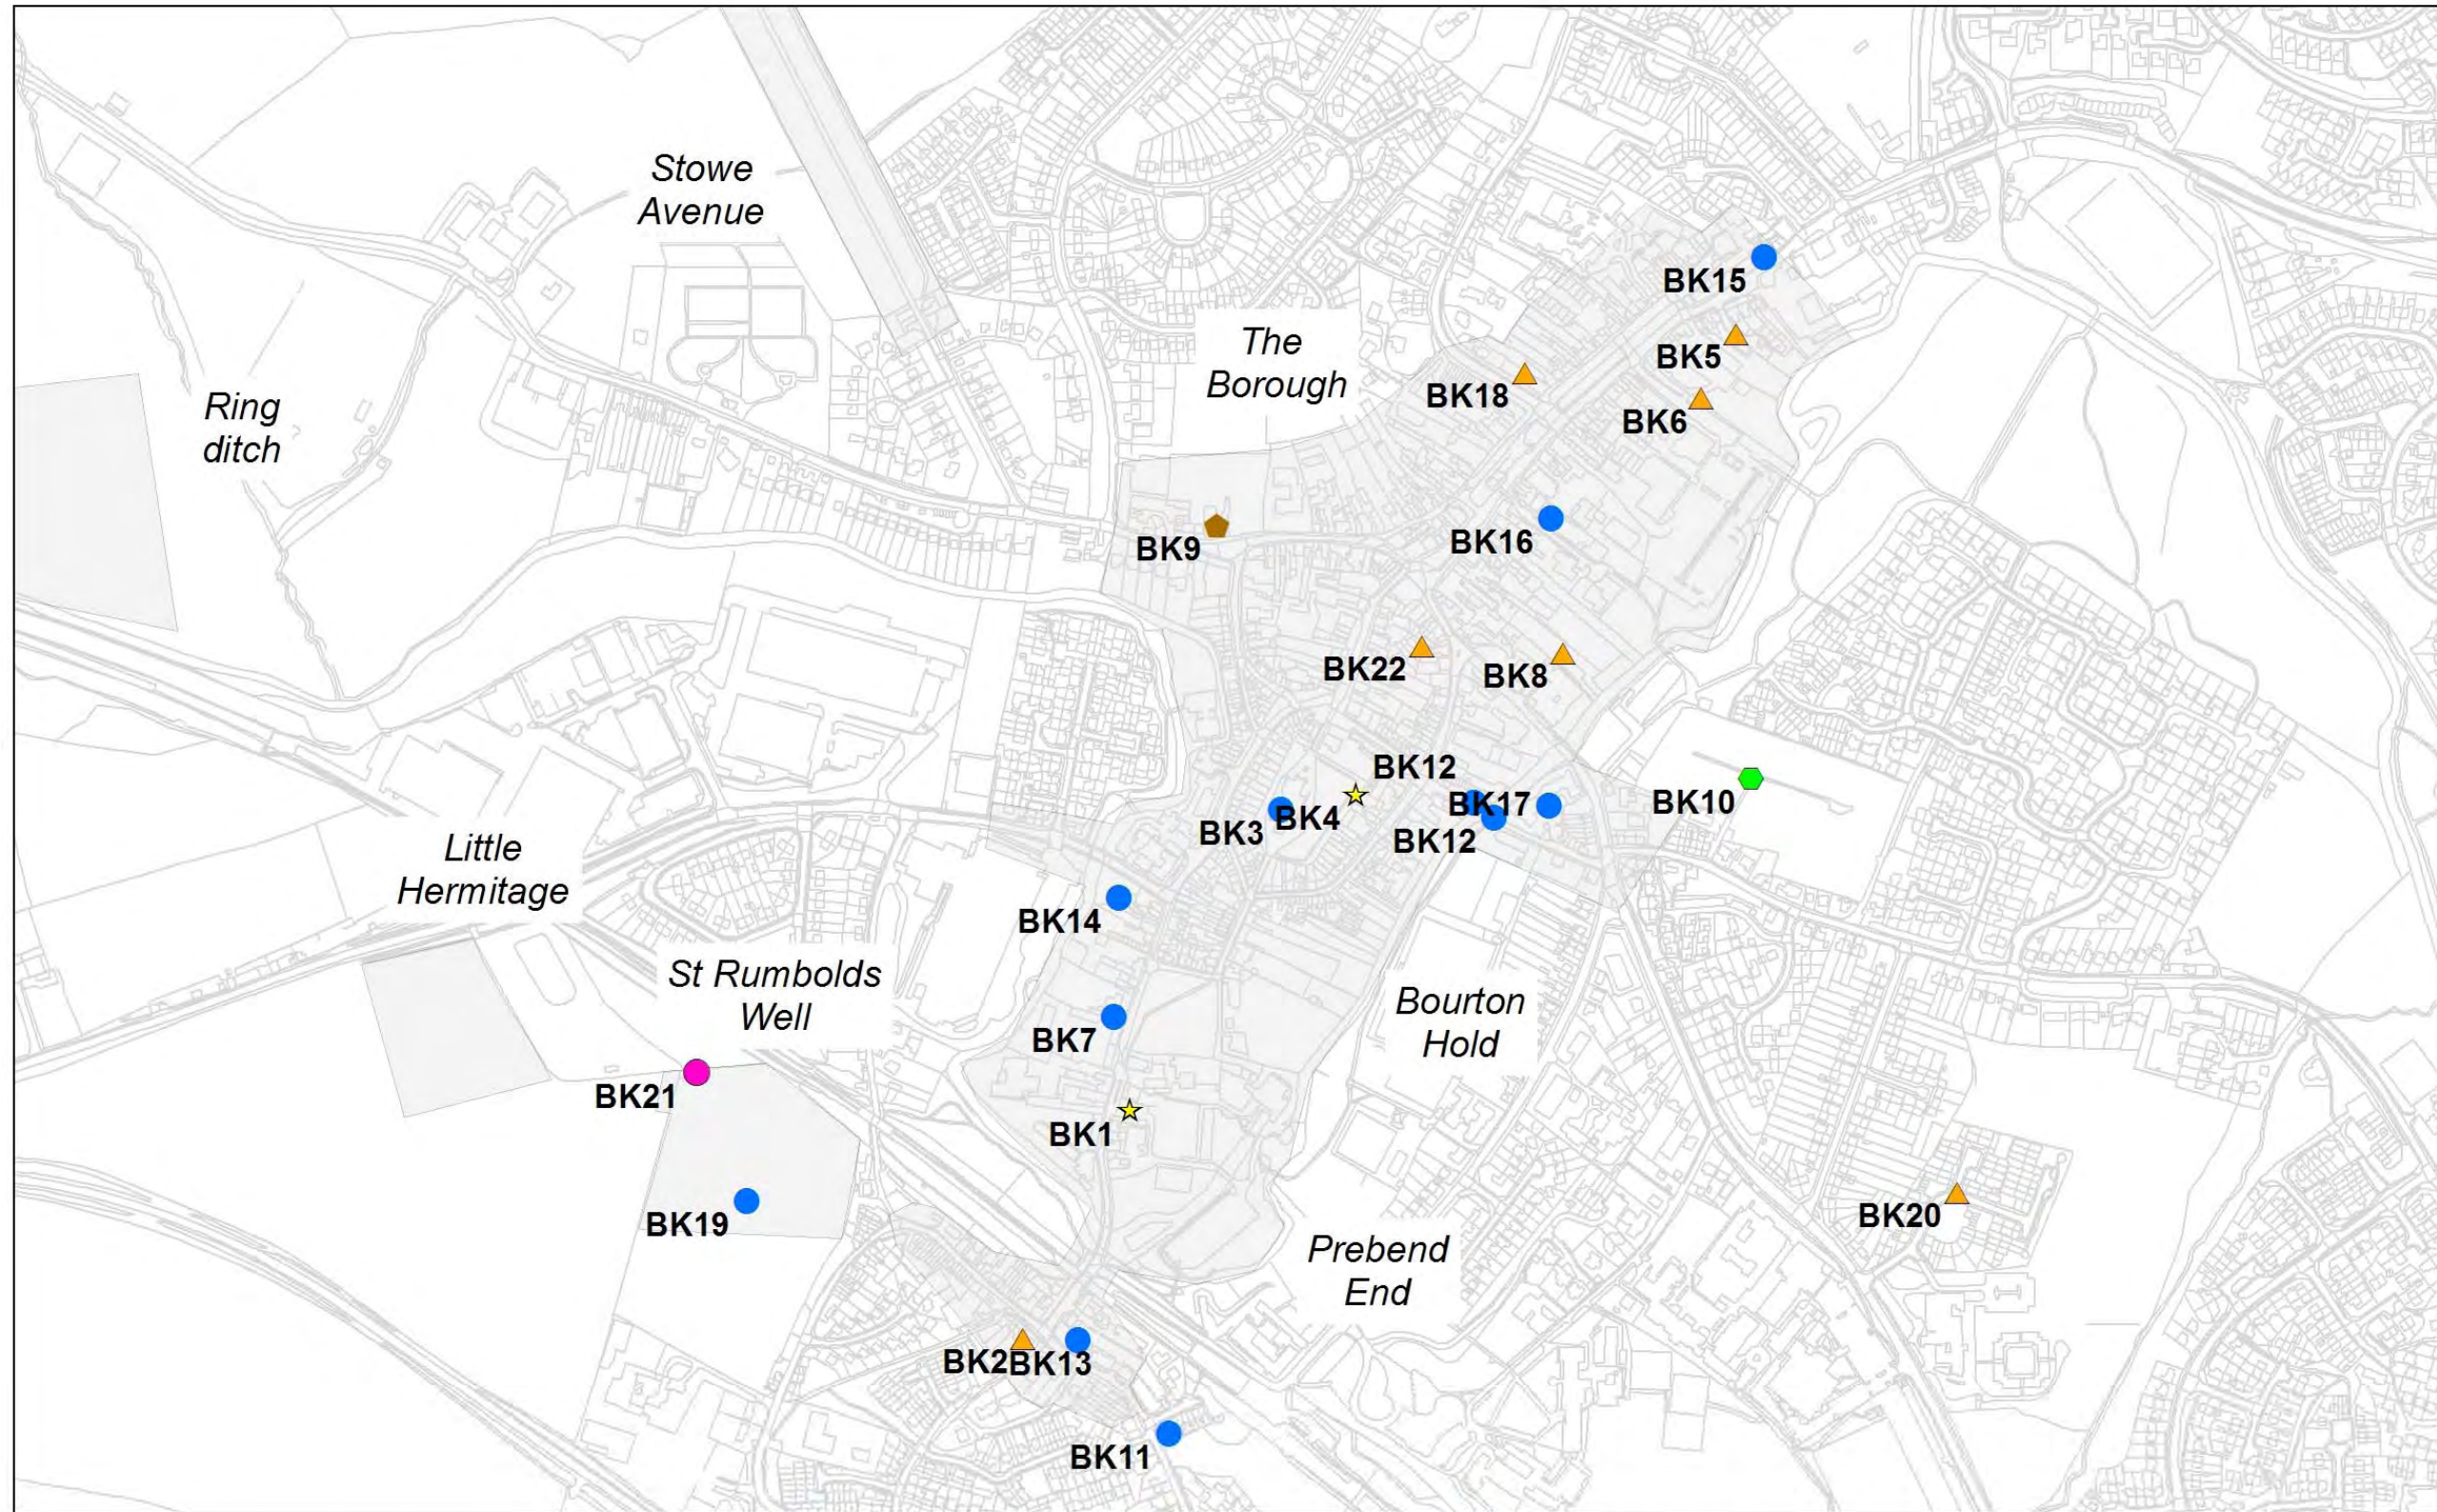 Stowe
Avenue
BK15
The
Borough
BK5
BK18
BK6
Ring
ditch
BK9
BK16
BK22
BK8
BK12
BK10
BK17
BK3
BK4
BK12
Little
Hermitage
BK14
St Rumbolds
Well
Bourton
Hold
BK7
BK21
BK1
BK19
BK20
Prebend
End
BK2
BK13
BK11